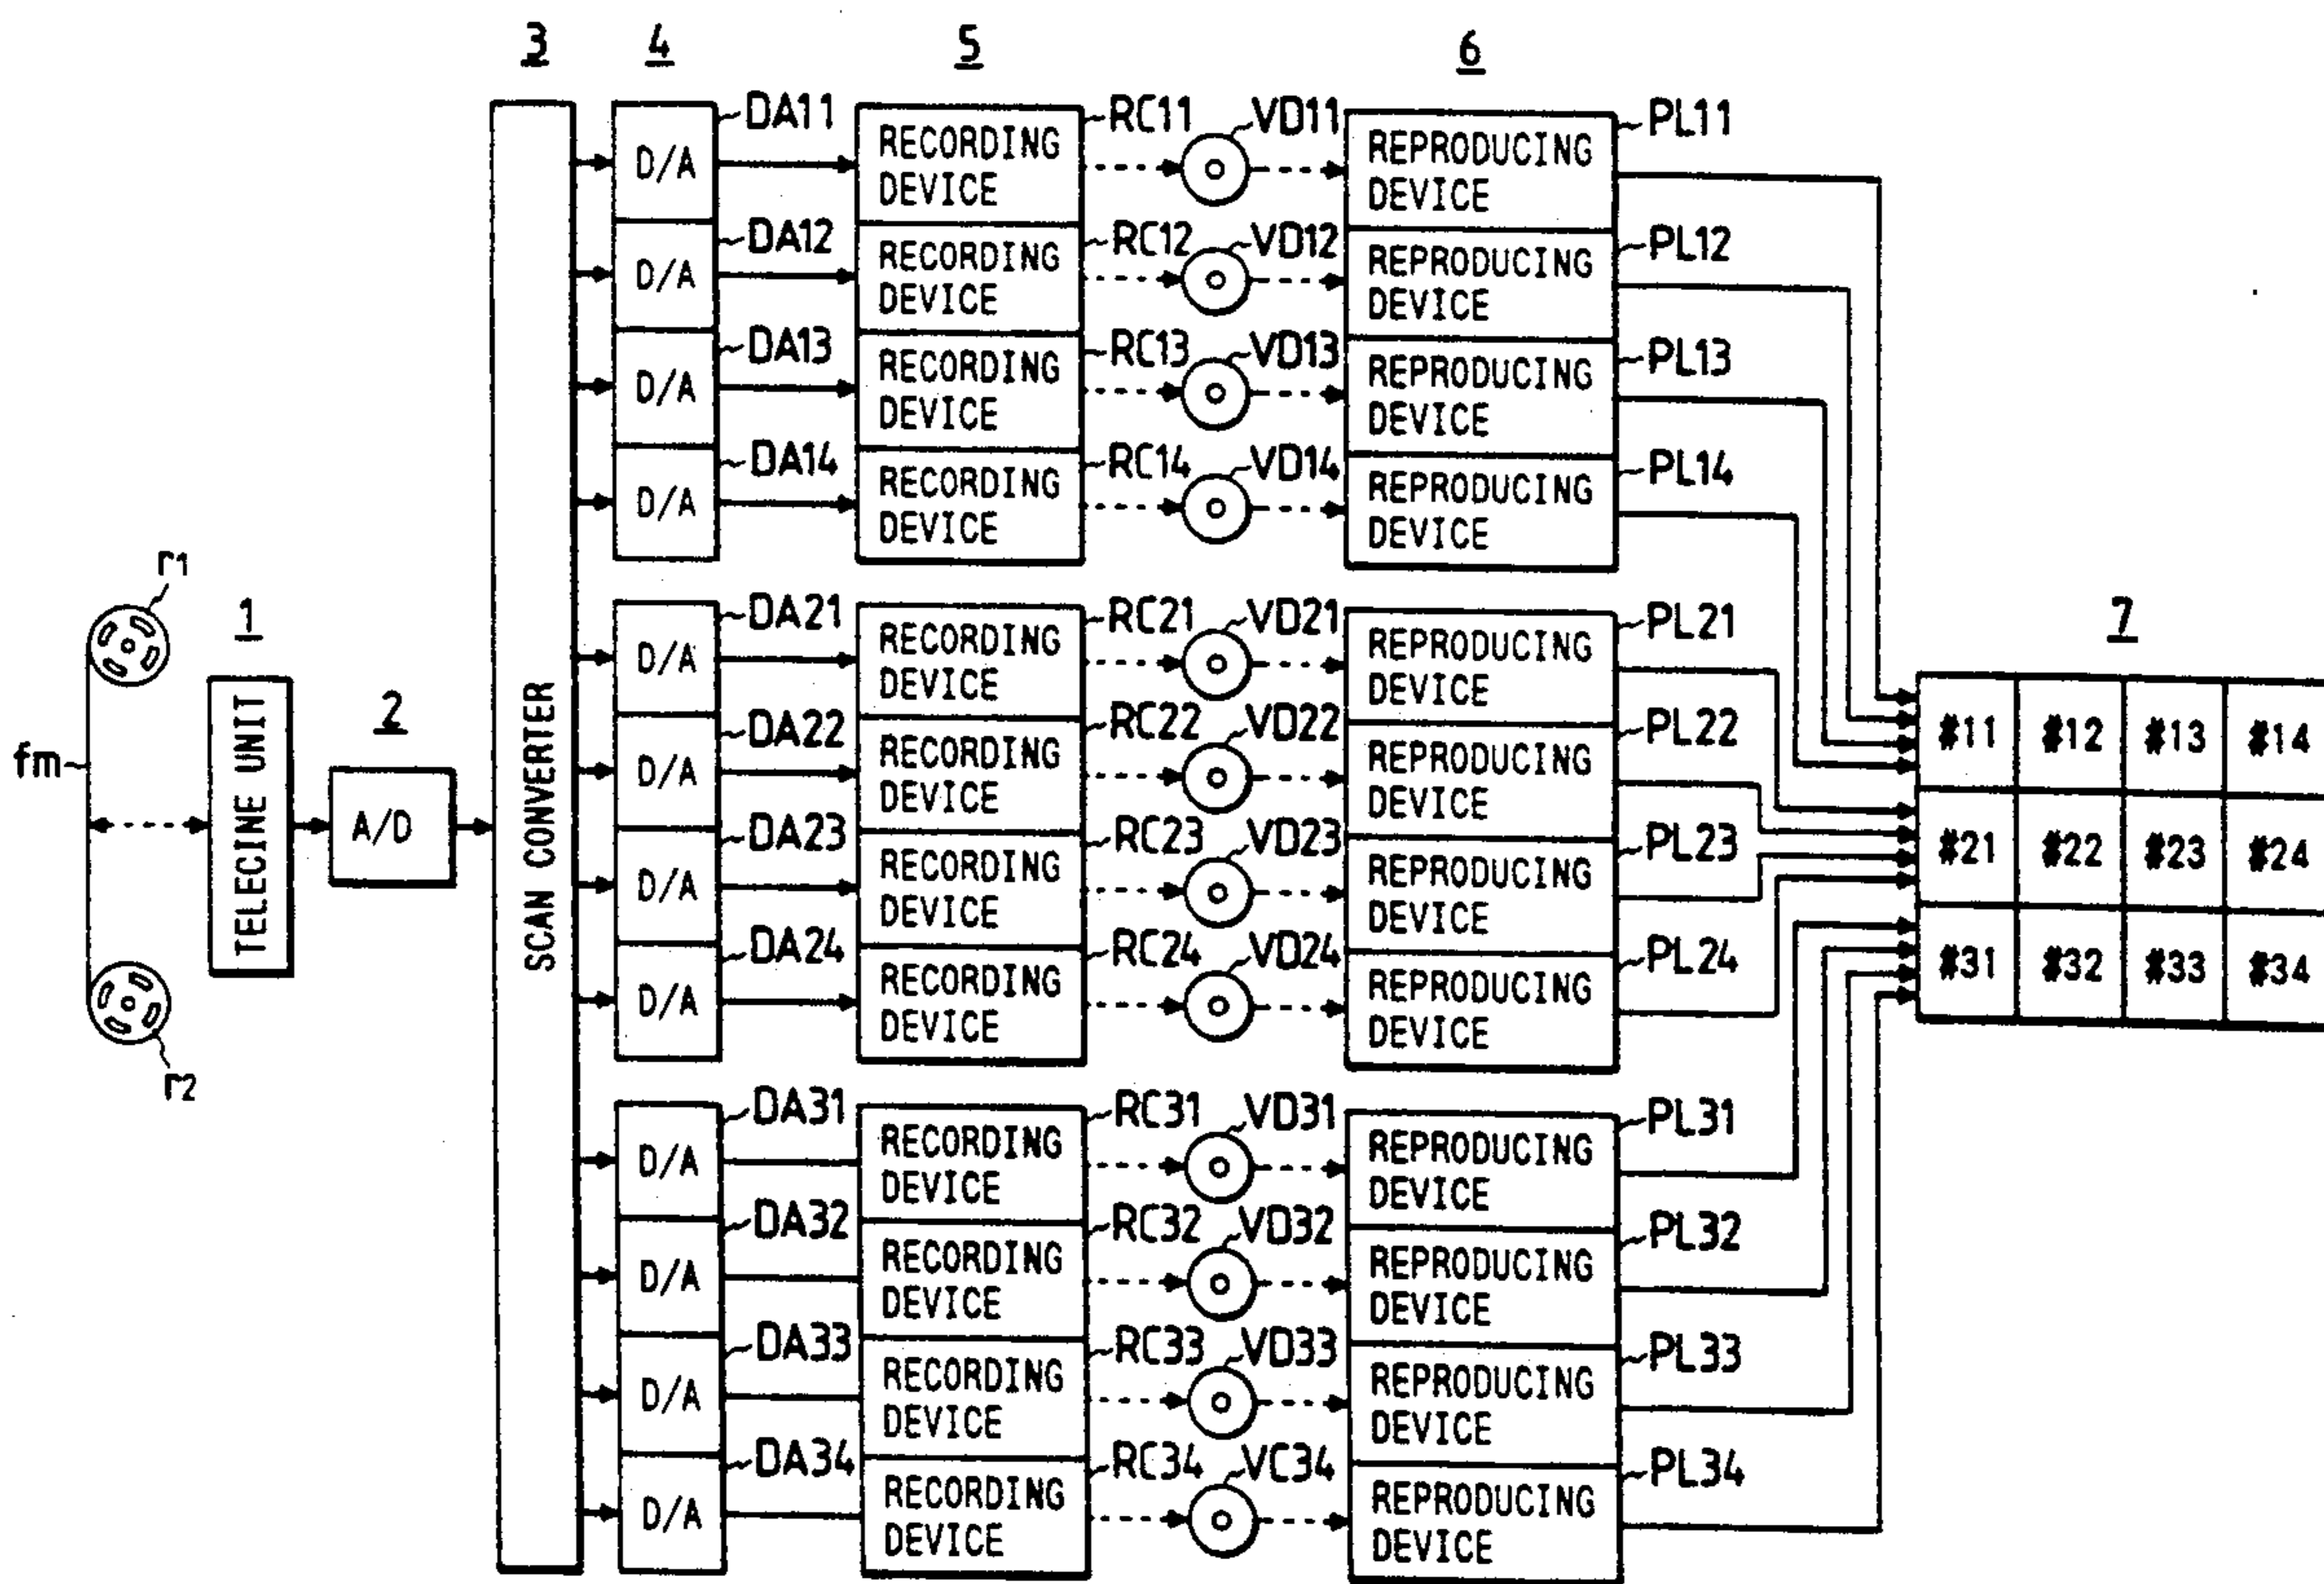 3 4 5 6
DA11 RC11 VD11 PL11
D/A RECORDING DEVICE REPRODUCING DEVICE
DA12 RC12 VD12 PL12
D/A RECORDING DEVICE REPRODUCING DEVICE
DA13 RC13 VD13 PL13
D/A RECORDING DEVICE REPRODUCING DEVICE
DA14 RC14 VD14 PL14
D/A RECORDING DEVICE REPRODUCING DEVICE
r1
1
fm
TELECINE UNIT
2
A/D
r2
SCAN CONVERTER
DA21 RC21 VD21 PL21
D/A RECORDING DEVICE REPRODUCING DEVICE
DA22 RC22 VD22 PL22
D/A RECORDING DEVICE REPRODUCING DEVICE
DA23 RC23 VD23 PL23
D/A RECORDING DEVICE REPRODUCING DEVICE
DA24 RC24 VD24 PL24
D/A RECORDING DEVICE REPRODUCING DEVICE
7
#11 #12 #13 #14
#21 #22 #23 #24
#31 #32 #33 #34
DA31 RC31 VD31 PL31
D/A RECORDING DEVICE REPRODUCING DEVICE
DA32 RC32 VD32 PL32
D/A RECORDING DEVICE REPRODUCING DEVICE
DA33 RC33 VD33 PL33
D/A RECORDING DEVICE REPRODUCING DEVICE
DA34 RC34 VC34 PL34
D/A RECORDING DEVICE REPRODUCING DEVICE